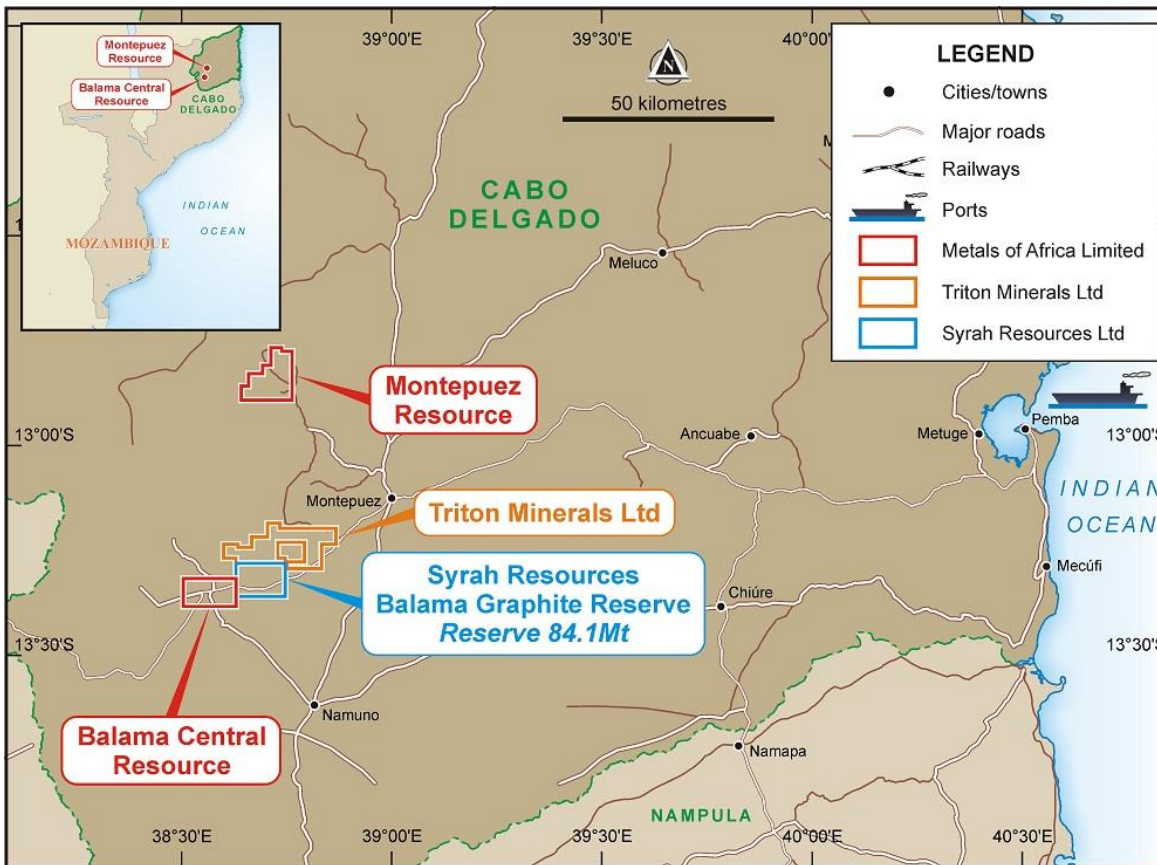 39°00'E
39°30'E
40°00
Montepuez
Resource
Balama Central
Resource
CABO
DELGADO
INDIAN
OCEAN
MOZAMBIQUE
N
50 kilometres
LEGEND
Cities/towns
Major roads
Railways
Ports
Metals of Africa Limited
Triton Minerals Ltd
Syrah Resources Ltd
CABO
DELGADO
Meluco
Montepuez
Resource
13°00'S
Ancuabe
Metuge
Pemba
13°00'S
Montepuez
Triton Minerals Ltd
INDIAN
OCEAN
Syrah Resources
Balama Graphite Reserve
Reserve 84.1Mt
Mecúfi
Chiúre
13°30'S
13°30'S
Namuno
Balama Central
Resource
Namapa
NAMPULA
38°30'E
39°00'E
39°30'E
40°00'E
40°30'E